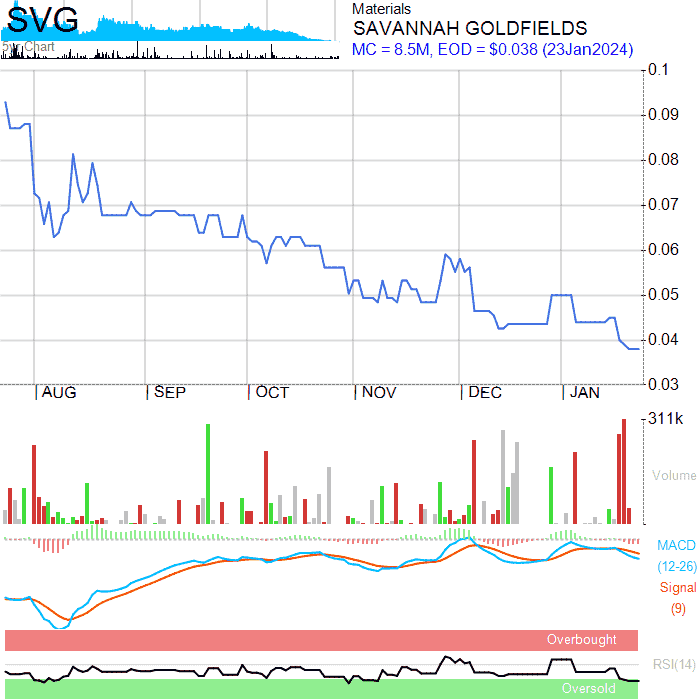 SVG
5yr Chart
Materials
SAVANNAH GOLDFIELDS
MC = 8.5M, EOD = $0.038 (23Jan2024)
0.1
0.09
0.08
0.07
0.06
0.05
0.04
0.03
AUG SEP OCT NOV DEC JAN
311k
Volume
MACD
(12-26)
Signal
(9)
Overbought
RSI(14)
Oversold